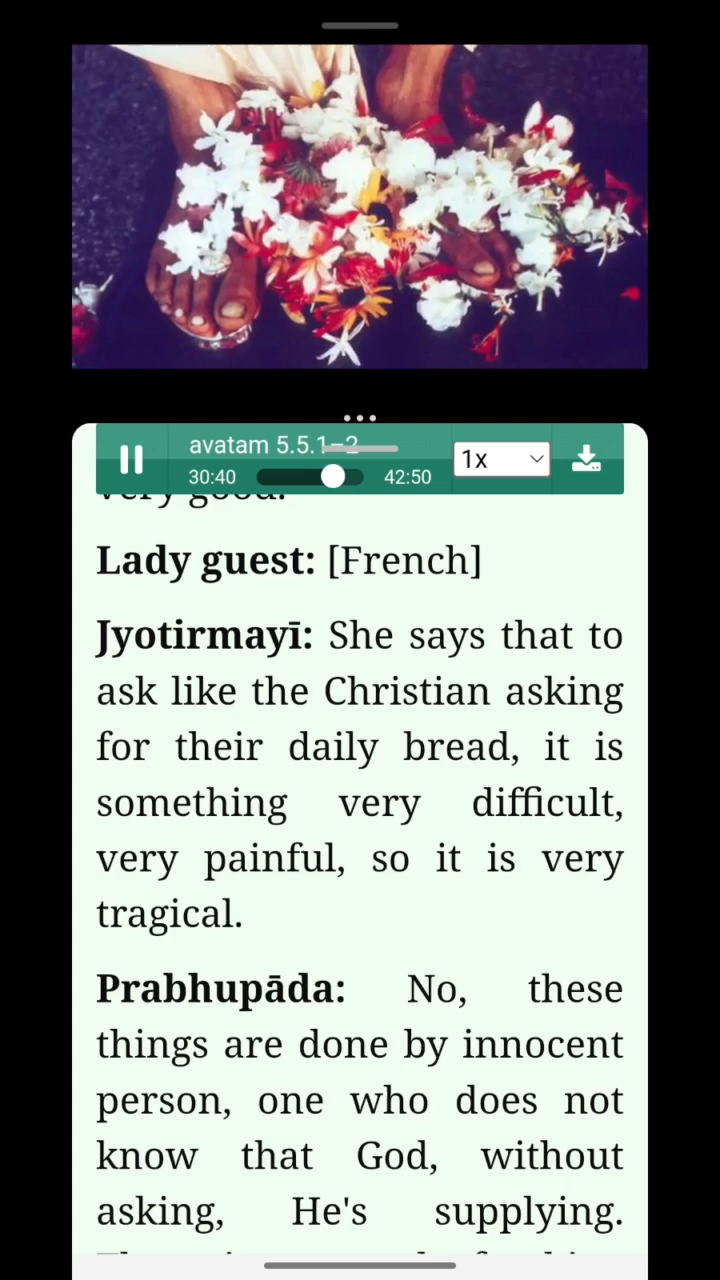 avatam 5.5.1–2
30:40
42:50
1x
very good.
Lady guest: [French]
Jyotirmayī: She says that to
ask like the Christian asking
for their daily bread, it is
something very difficult,
very painful, so it is very
tragical.
Prabhupāda: No, these
things are done by innocent
person, one who does not
know that God, without
asking, He's supplying.